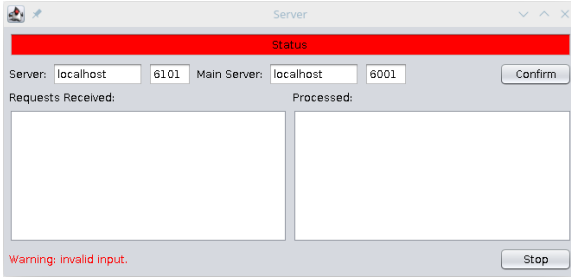 Server
Status
Server: localhost 6101 Main Server: localhost 6001 Confirm
Requests Received: Processed:
Warning: invalid input. Stop